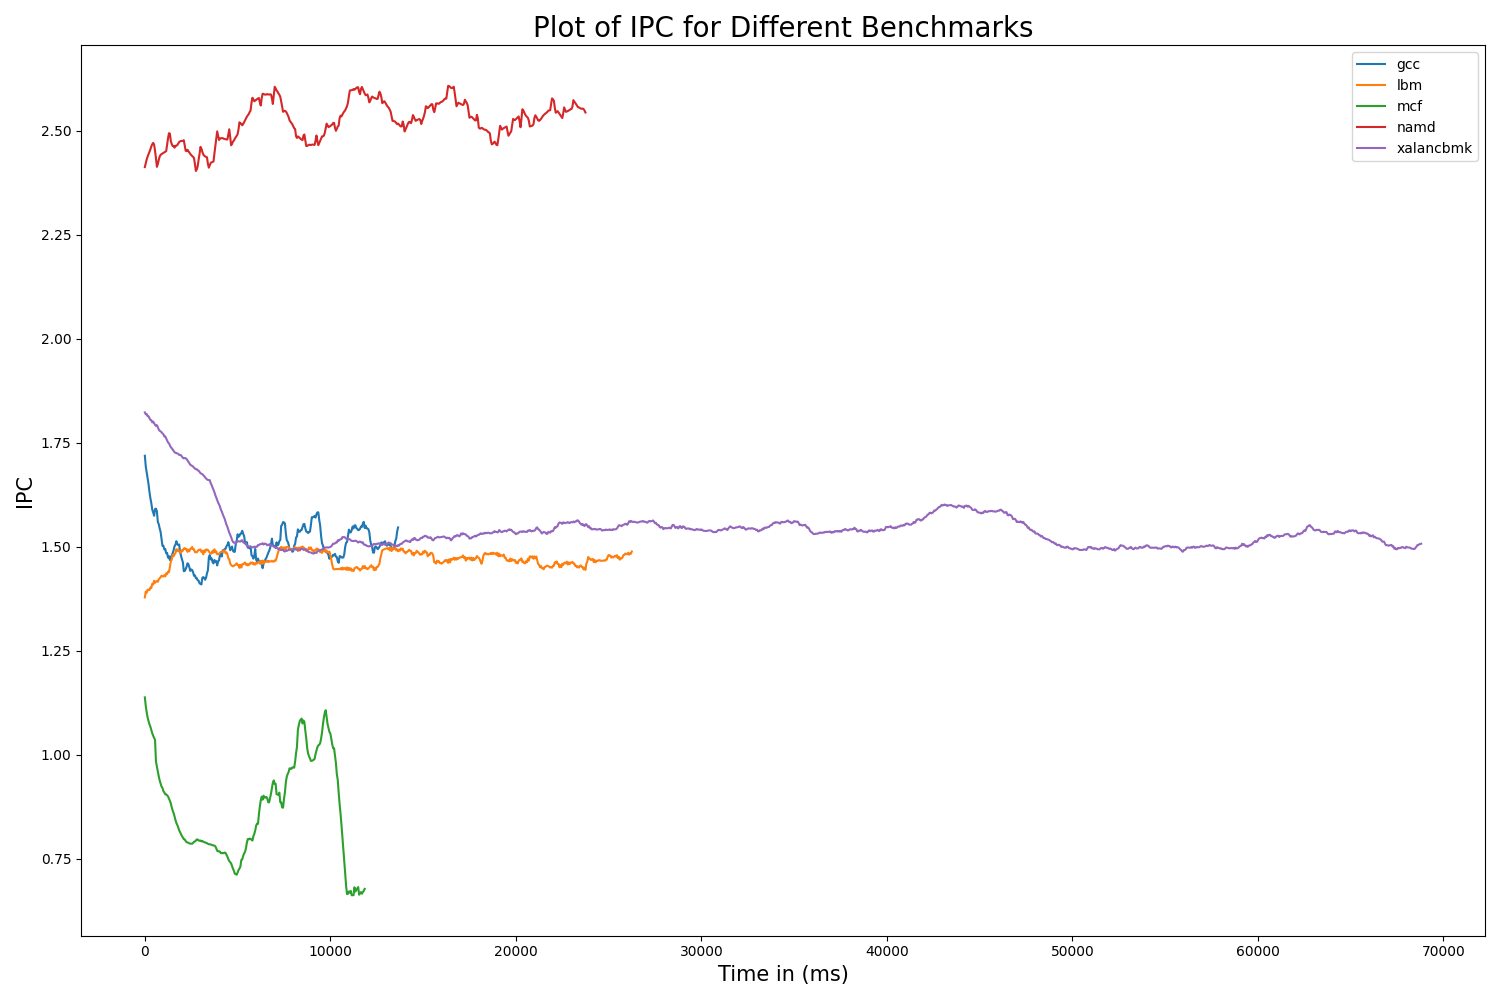 Plot of IPC for Different Benchmarks
gcc
lbm
mcf
namd
xalancbmk
2.50
2.25
2.00
1.75
1.50
1.25
1.00
0.75
IPC
0 10000 20000 30000 40000 50000 60000 70000
Time in (ms)